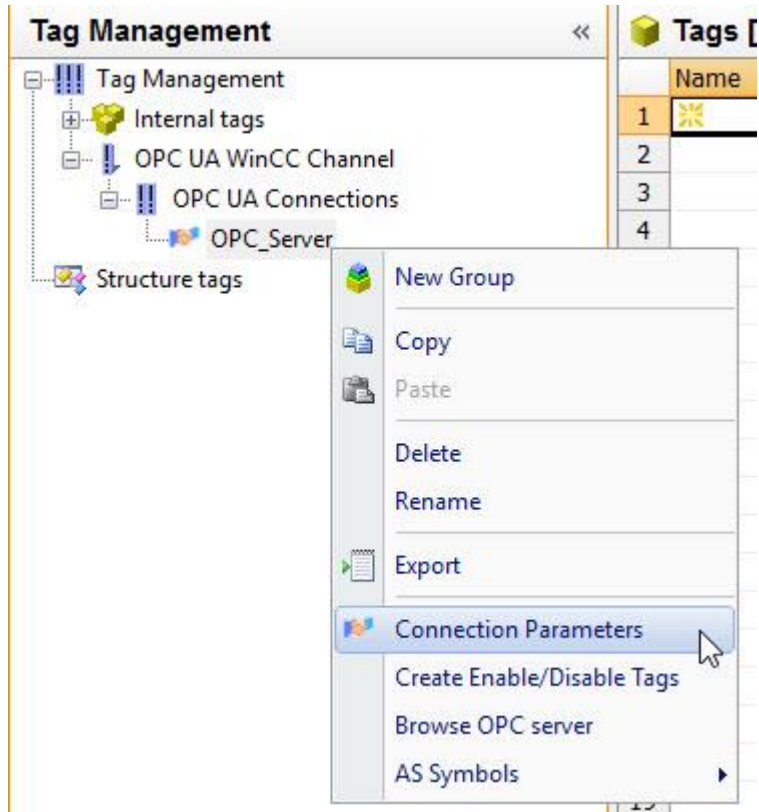 Tag Management «
Tags [
Tag Management
Internal tags
OPC UA WinCC Channel
OPC UA Connections
OPC_Server
Structure tags
Name
1
2
3
4
New Group
Copy
Paste
Delete
Rename
Export
Connection Parameters
Create Enable/Disable Tags
Browse OPC server
AS Symbols